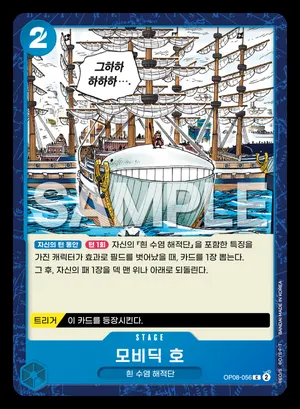 2
그하하
하하하…
SAMPLE
자신의 턴 동안 턴 1회 자신의 『흰 수염 해적단』을 포함한 특징을
가진 캐릭터가 효과로 필드를 벗어났을 때, 카드를 1장 뽑는다.
그 후, 자신의 패 1장을 덱 맨 위나 아래로 되돌린다.
트리거 이 카드를 등장시킨다.
STAGE
모비딕 호
흰 수염 해적단
OP08-056 C 2
BANDAI MADE IN KOREA